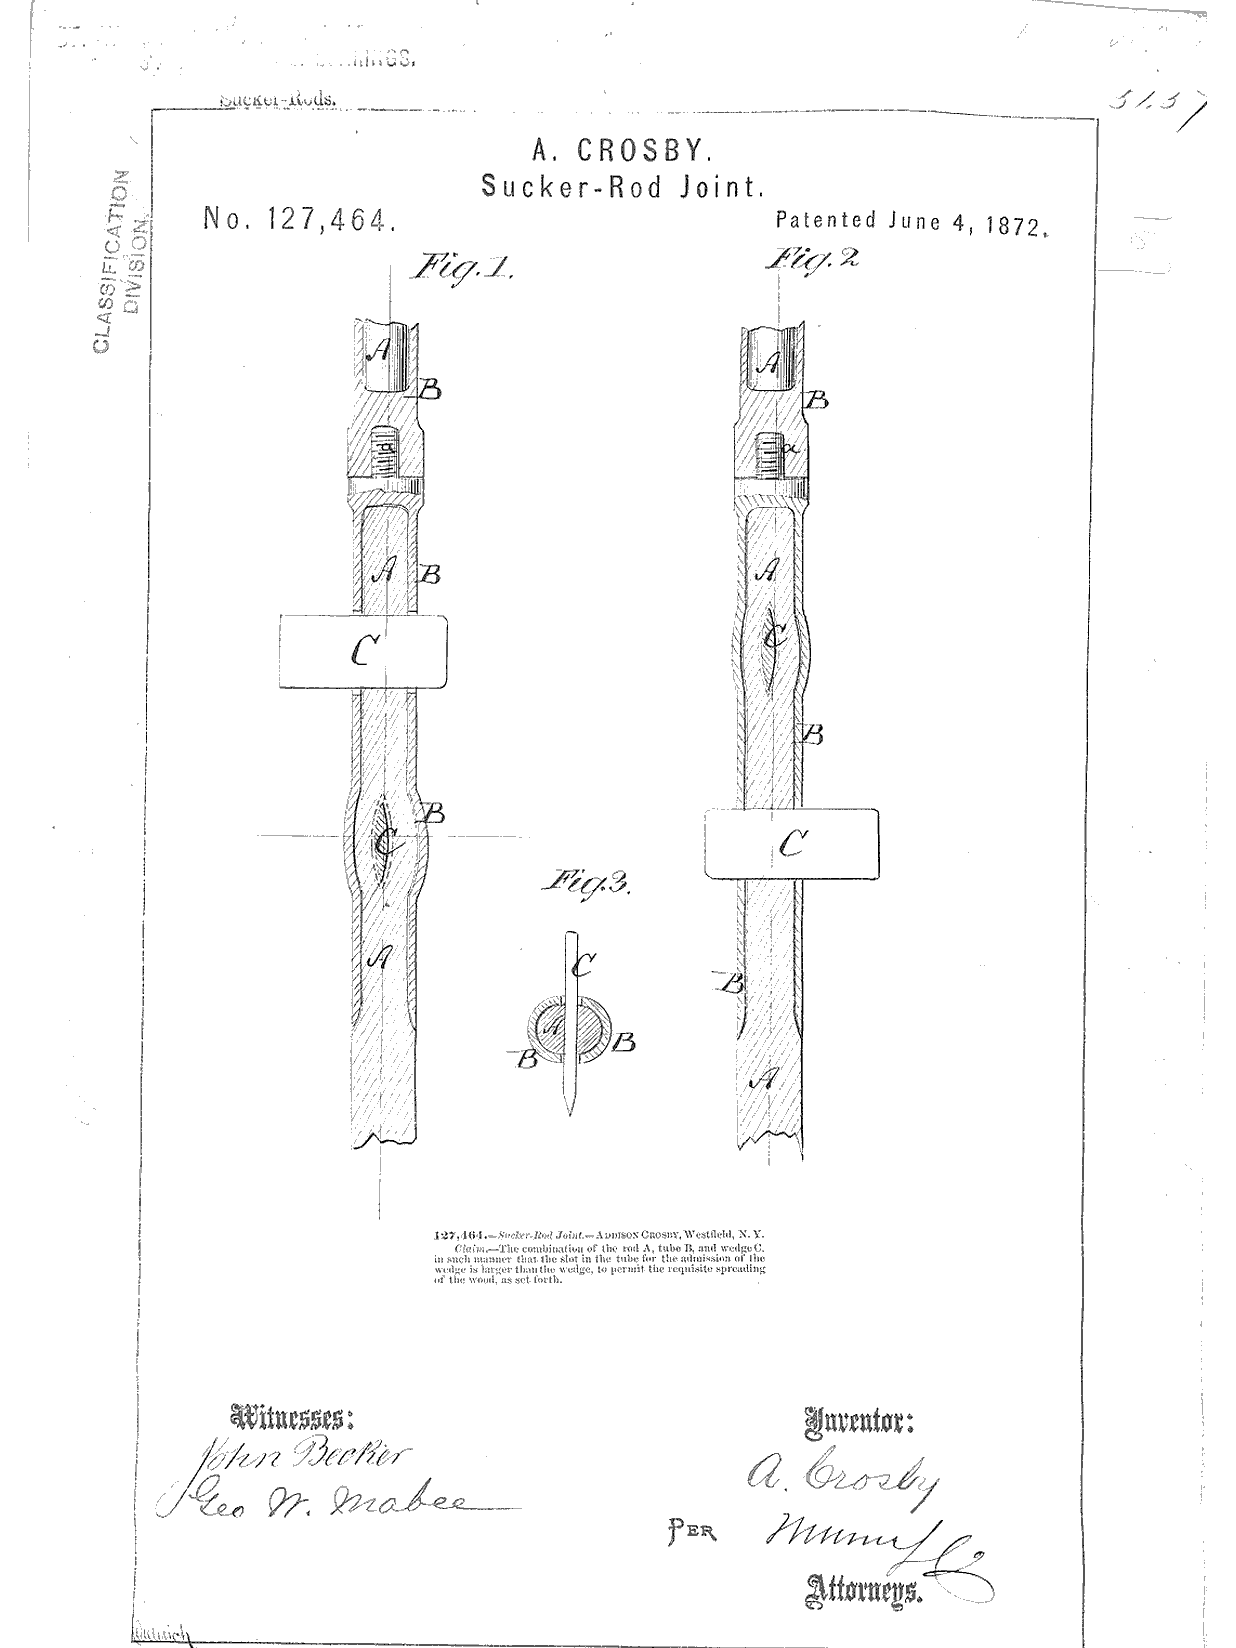 Sucker-Rods.
CLASSIFICATION
DIVISION
A. CROSBY.
Sucker-Rod Joint.
No. 127,464.
Patented June 4, 1872.
Fig. 1.
Fig. 2
A
B
a
A
B
C
B
C
A
A
B
a
A
C
B
C
B
A
Fig. 3.
C
A
B
B
127,464.—Sucker-Rod Joint.—ADDISON CROSBY, Westfield, N. Y.
Claim.—The combination of the rod A, tube B, and wedge C,
in such manner that the slot in the tube for the admission of the
wedge is larger than the wedge, to permit the requisite spreading
of the wood, as set forth.
Witnesses:
John Becker
Geo W. Mabee
Inventor:
A. Crosby
PER Munn & Co
Attorneys.